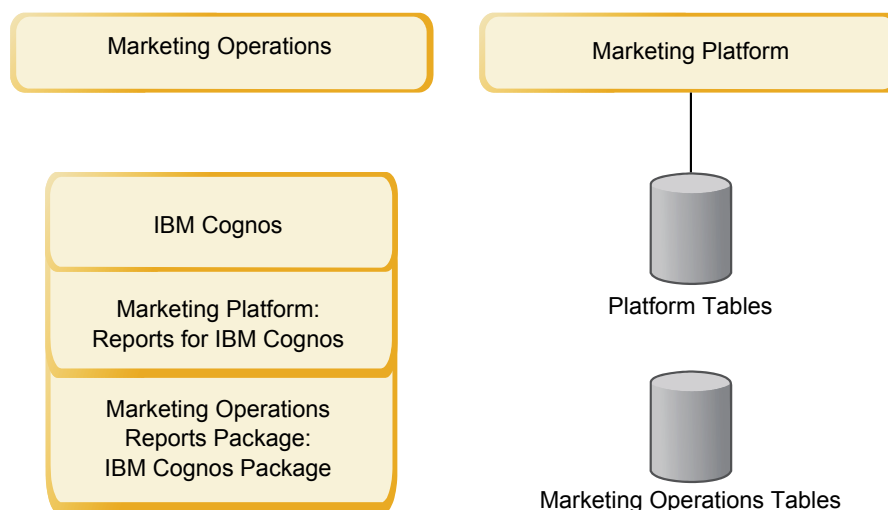 Marketing Operations
Marketing Platform
IBM Cognos
Marketing Platform:
Reports for IBM Cognos
Marketing Operations
Reports Package:
IBM Cognos Package
Platform Tables
Marketing Operations Tables